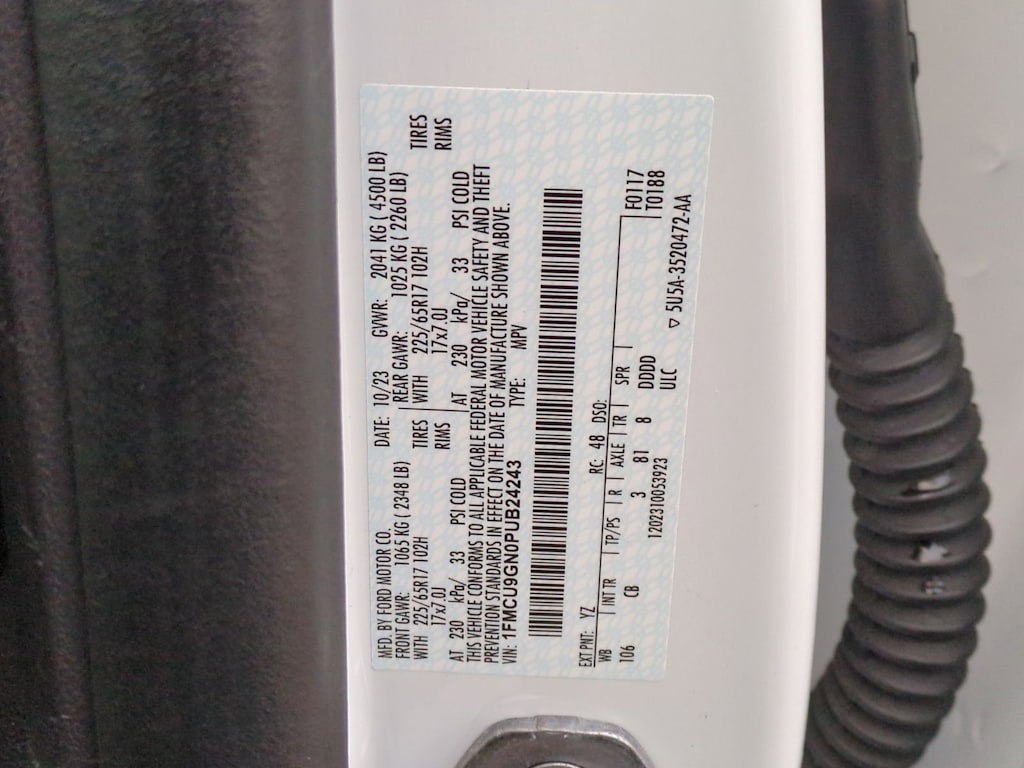 MFD. BY FORD MOTOR CO. DATE: 10/23 GVWR: 2041 KG ( 4500 LB)
FRONT GAWR: 1065 KG ( 2348 LB) REAR GAWR: 1025 KG ( 2260 LB)
WITH 225/65R17 102H TIRES WITH 225/65R17 102H TIRES
17x7.0J RIMS 17x7.0J RIMS
AT 230 kPa/ 33 PSI COLD AT 230 kPa/ 33 PSI COLD
THIS VEHICLE CONFORMS TO ALL APPLICABLE FEDERAL MOTOR VEHICLE SAFETY AND THEFT
PREVENTION STANDARDS IN EFFECT ON THE DATE OF MANUFACTURE SHOWN ABOVE.
VIN: 1FMCU9GN0PUB24243 TYPE: MPV
EXT PNT: YZ RC: 48 DSO: F0117
WB INT TR TP/PS R AXLE TR SPR T0188
106 CB 3 81 8 DDDD
1202310053923 ULC ▽ 5U5A-3520472-AA